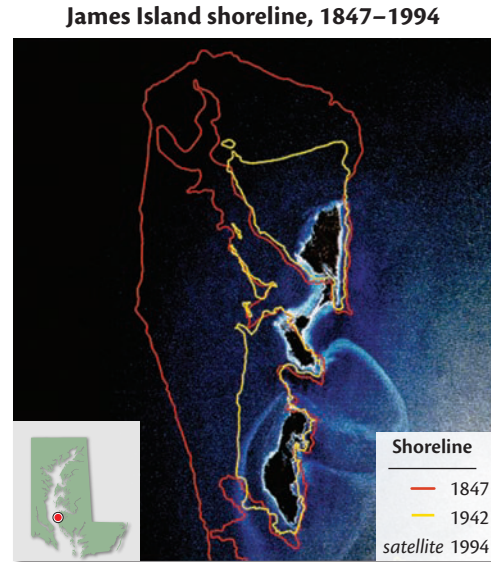 James Island shoreline, 1847–1994
Shoreline
1847
1942
satellite 1994